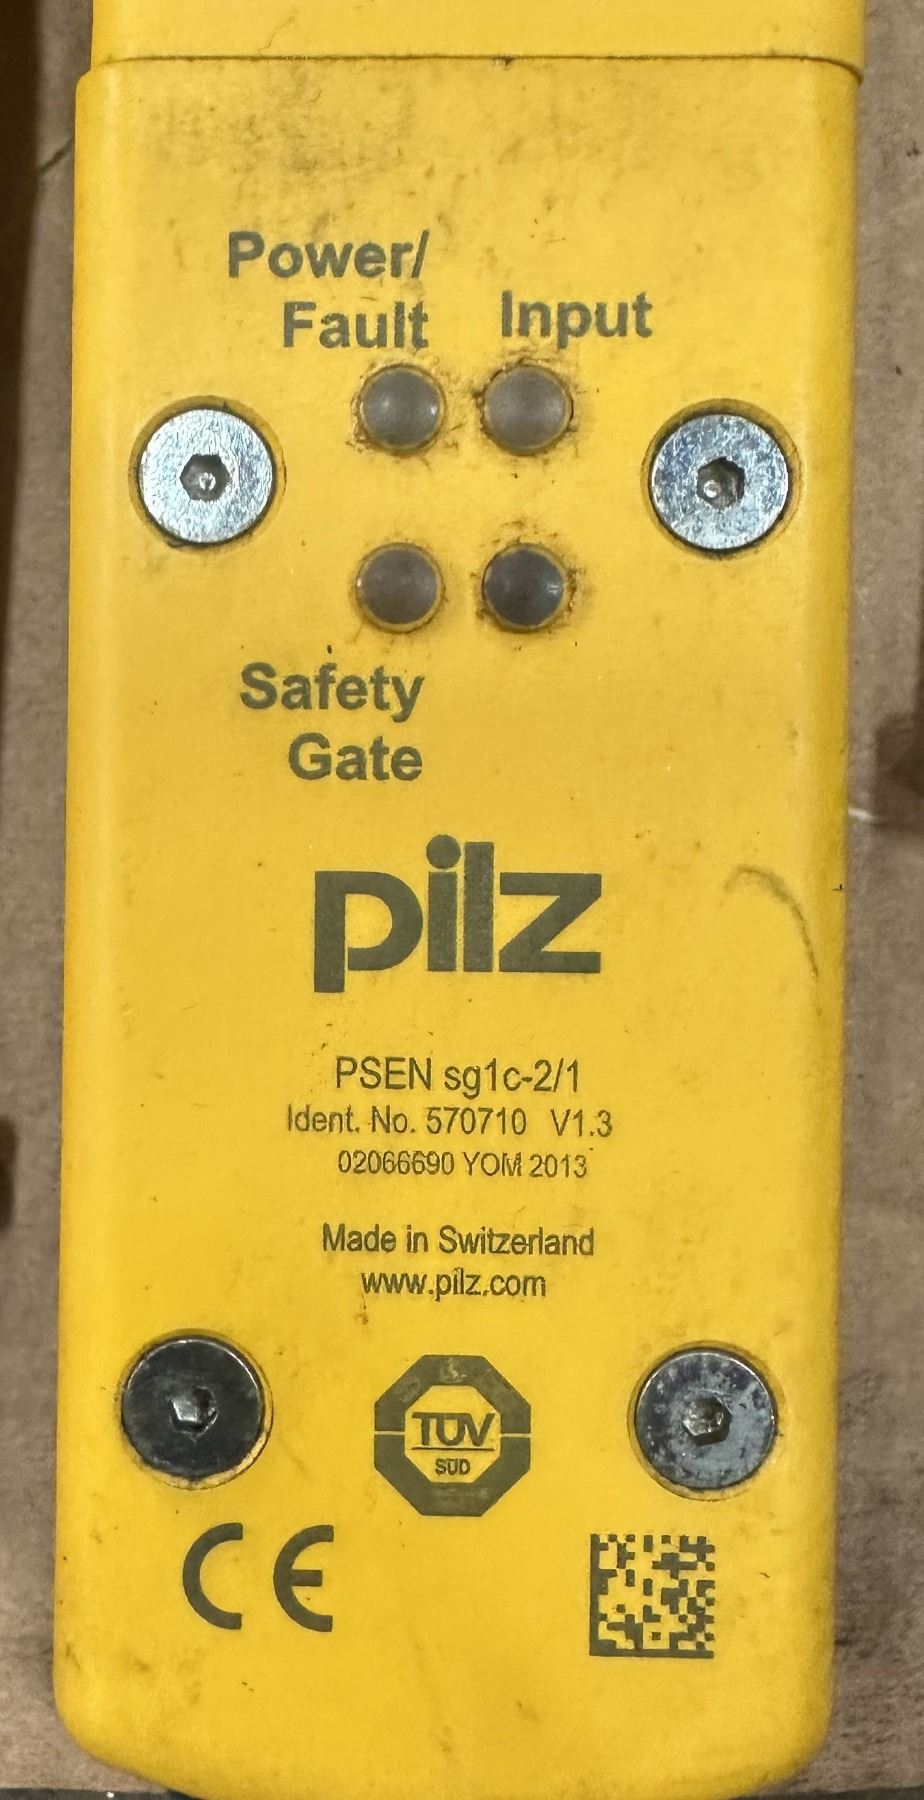 Power/
Fault
Input
Safety
Gate
pilz
PSEN sg1c-2/1
Ident. No. 570710 V1.3
02066690 YOM 2013
Made in Switzerland
www.pilz.com
TÜV
SÜD
CE